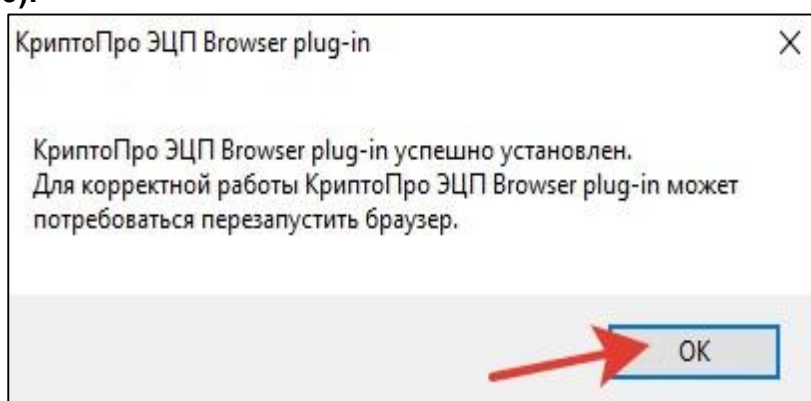 КриптоПро ЭЦП Browser plug-in
КриптоПро ЭЦП Browser plug-in успешно установлен.
Для корректной работы КриптоПро ЭЦП Browser plug-in может
потребоваться перезапустить браузер.
ОК